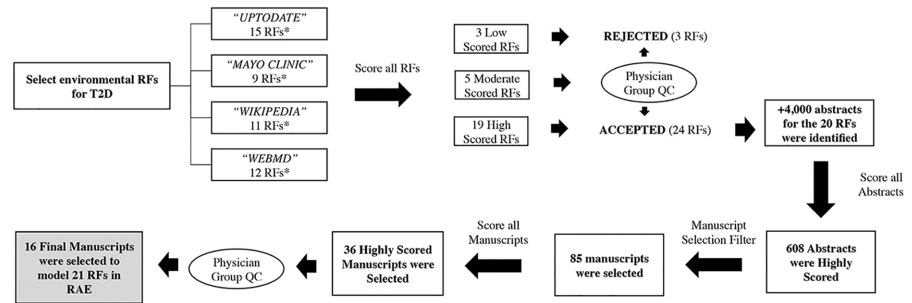 Select environmental RFs
for T2D
“UPTODATE”
15 RFs*
“MAYO CLINIC”
9 RFs*
“WIKIPEDIA”
11 RFs*
“WEBMD”
12 RFs*
Score all RFs
3 Low
Scored RFs
5 Moderate
Scored RFs
19 High
Scored RFs
REJECTED (3 RFs)
Physician
Group QC
ACCEPTED (24 RFs)
+4,000 abstracts
for the 20 RFs
were identified
Score all
Abstracts
608 Abstracts
were Highly
Scored
Manuscript
Selection Filter
85 manuscripts
were selected
Score all
Manuscripts
36 Highly Scored
Manuscripts were
Selected
Physician
Group QC
16 Final Manuscripts
were selected to
model 21 RFs in
RAE